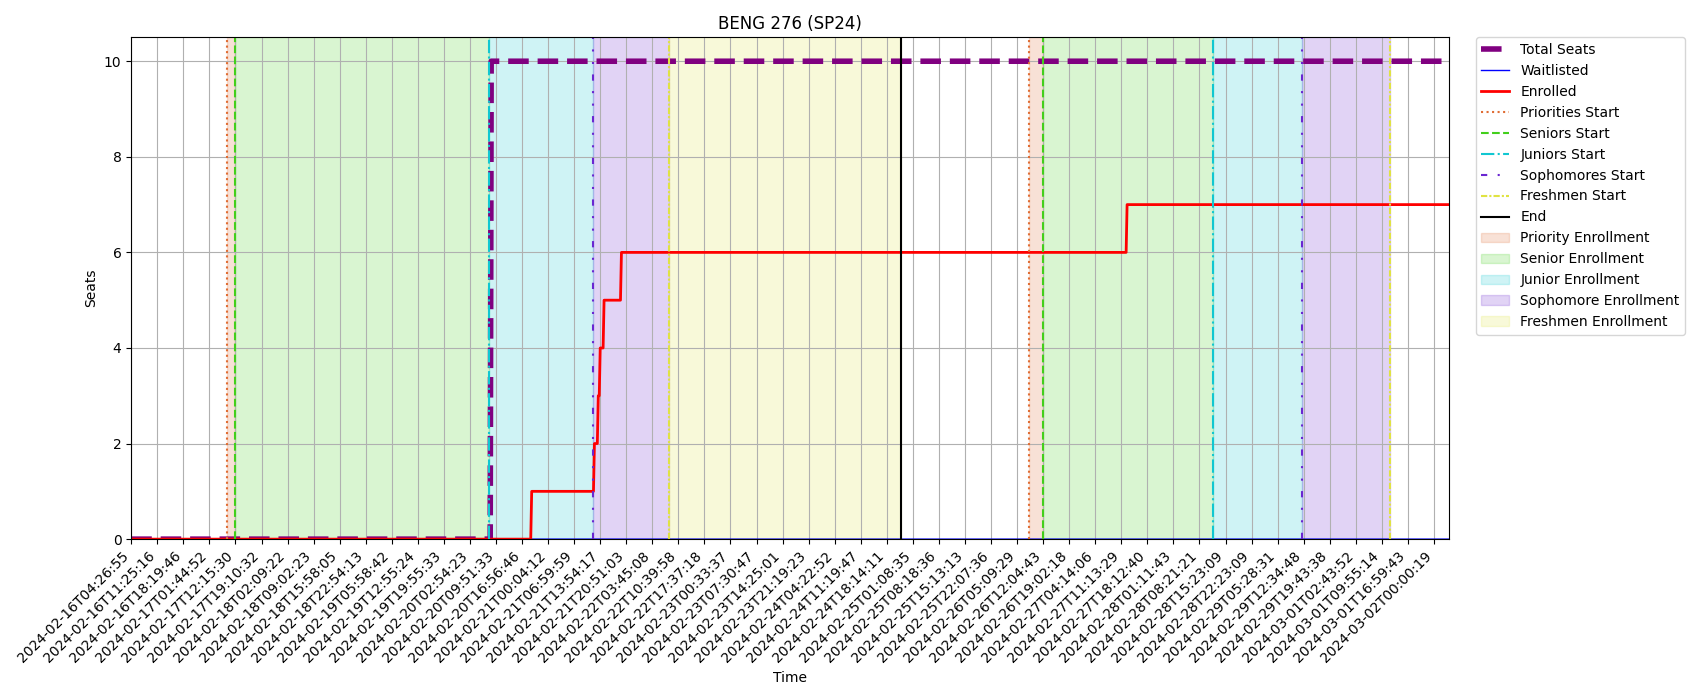 BENG 276 (SP24)
Seats
10
8
6
4
2
0
2024-02-16T04:26:55
2024-02-16T11:25:16
2024-02-16T18:19:46
2024-02-17T01:44:52
2024-02-17T12:15:30
2024-02-17T19:10:32
2024-02-18T02:09:22
2024-02-18T09:02:23
2024-02-18T15:58:05
2024-02-18T22:54:13
2024-02-19T05:58:42
2024-02-19T12:55:24
2024-02-19T19:55:33
2024-02-20T02:54:23
2024-02-20T09:51:33
2024-02-20T16:56:46
2024-02-21T00:04:12
2024-02-21T06:59:59
2024-02-21T13:54:17
2024-02-21T20:51:03
2024-02-22T03:45:08
2024-02-22T10:39:58
2024-02-22T17:37:18
2024-02-23T00:33:37
2024-02-23T07:30:47
2024-02-23T14:25:01
2024-02-23T21:19:23
2024-02-24T04:22:52
2024-02-24T11:19:47
2024-02-24T18:14:11
2024-02-25T01:08:35
2024-02-25T08:18:36
2024-02-25T15:13:13
2024-02-25T22:07:36
2024-02-26T05:09:29
2024-02-26T12:04:43
2024-02-26T19:02:18
2024-02-27T04:14:06
2024-02-27T11:13:29
2024-02-27T18:12:40
2024-02-28T01:11:43
2024-02-28T08:21:21
2024-02-28T15:23:09
2024-02-28T22:23:09
2024-02-29T05:28:31
2024-02-29T12:34:48
2024-02-29T19:43:38
2024-03-01T02:43:52
2024-03-01T09:55:14
2024-03-01T16:59:43
2024-03-02T00:00:19
Time
Total Seats
Waitlisted
Enrolled
Priorities Start
Seniors Start
Juniors Start
Sophomores Start
Freshmen Start
End
Priority Enrollment
Senior Enrollment
Junior Enrollment
Sophomore Enrollment
Freshmen Enrollment